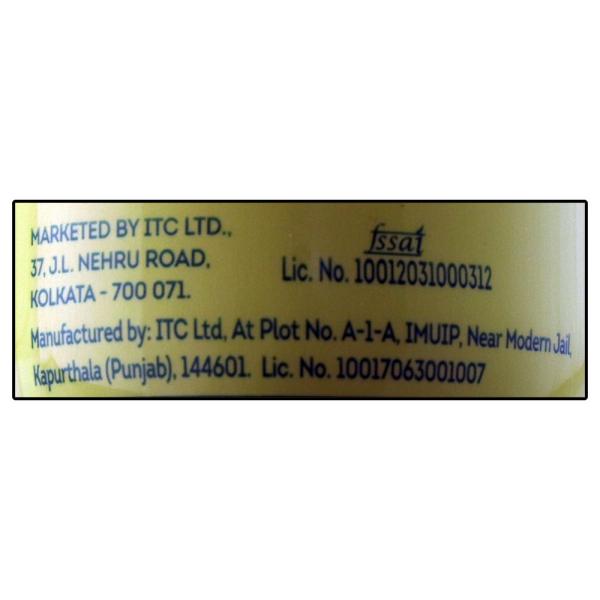 MARKETED BY ITC LTD.,
37, J.L. NEHRU ROAD,
KOLKATA - 700 071.
fssai
Lic. No. 10012031000312
Manufactured by: ITC Ltd, At Plot No. A-1-A, IMUIP, Near Modern Jail,
Kapurthala (Punjab), 144601. Lic. No. 10017063001007